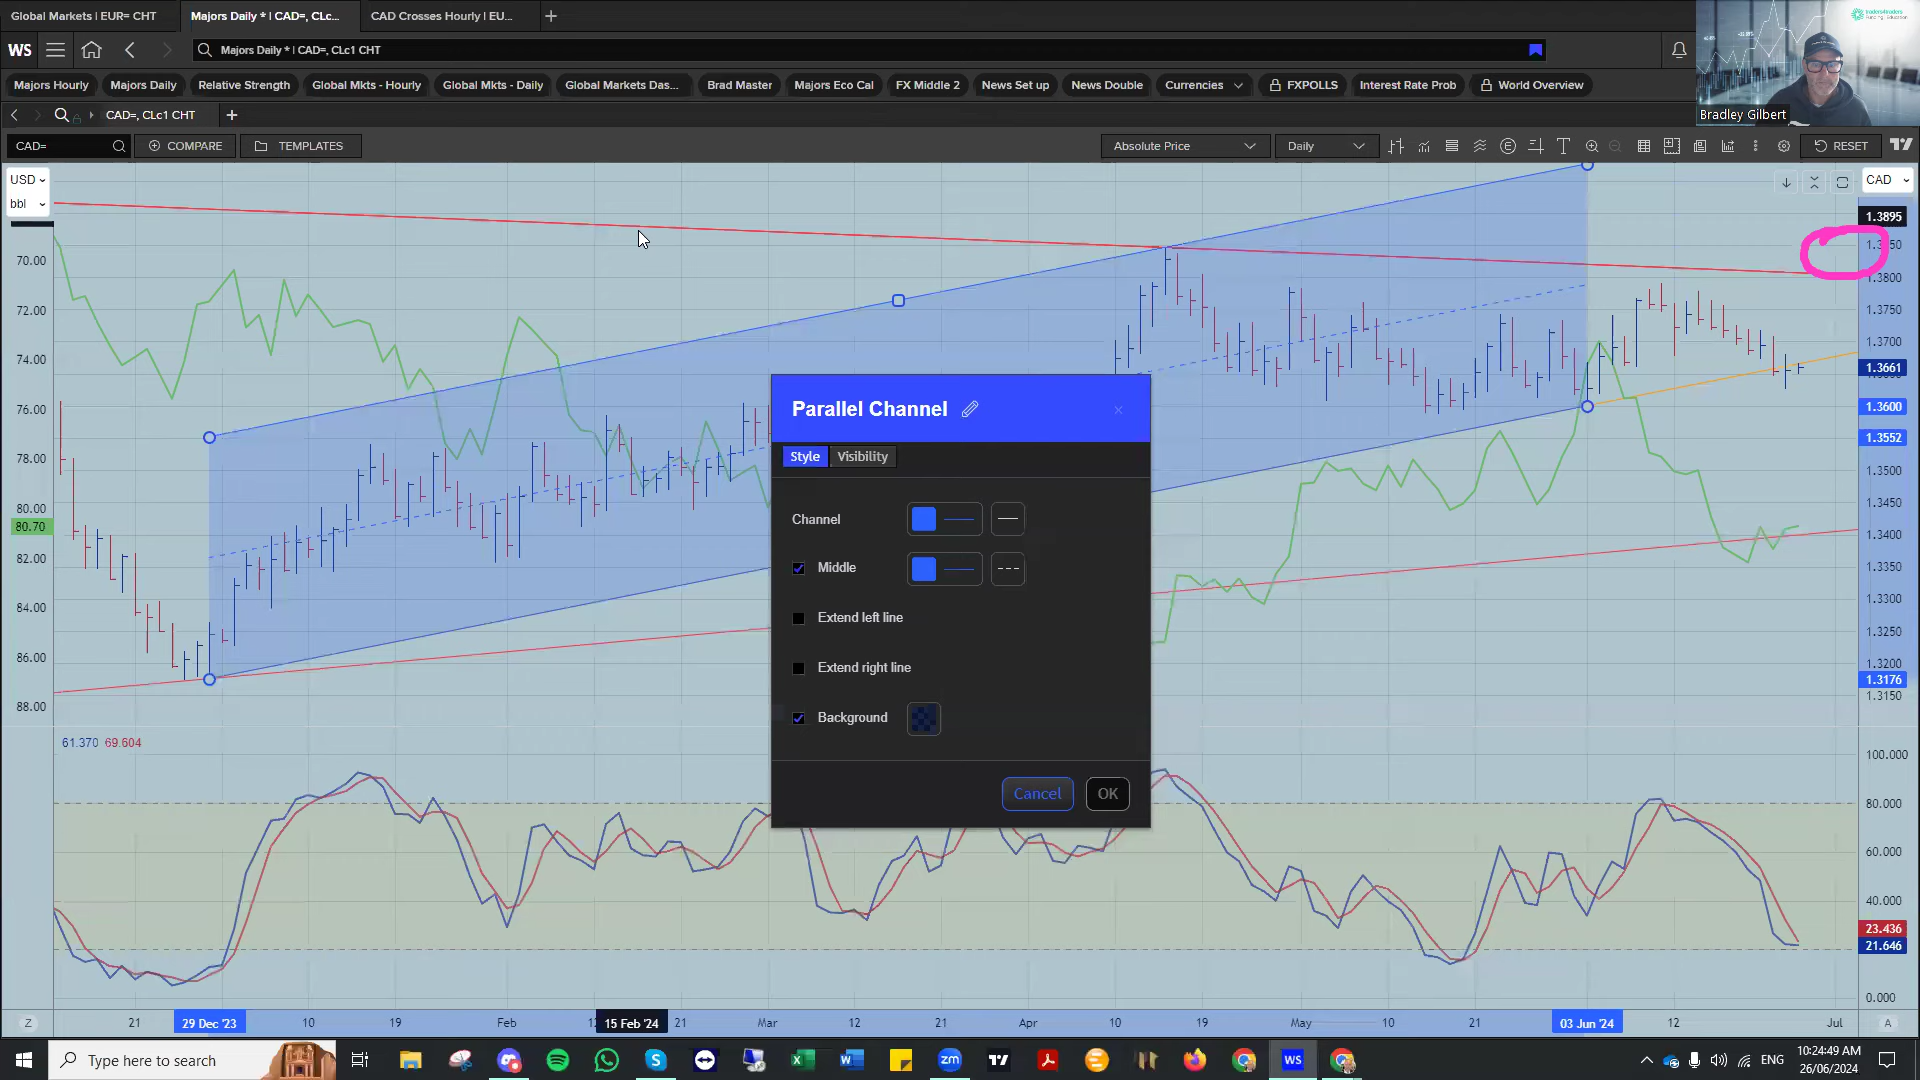 Global Markets | EUR= CHT
Majors Daily * | CAD=, CLc...
CAD Crosses Hourly | EU...
WS
Majors Daily * | CAD=, CLc1 CHT
Majors Hourly
Majors Daily
Relative Strength
Global Mkts - Hourly
Global Mkts - Daily
Global Markets Das...
Brad Master
Majors Eco Cal
FX Middle 2
News Set up
News Double
Currencies
FXPOLLS
Interest Rate Prob
World Overview
Bradley Gilbert
CAD=, CLc1 CHT
CAD=
COMPARE
TEMPLATES
Absolute Price
Daily
RESET
USD
bbl
CAD
70.00
72.00
74.00
76.00
78.00
80.00
80.70
82.00
84.00
86.00
88.00
1.3895
1.3800
1.3750
1.3700
1.3661
1.3600
1.3552
1.3500
1.3450
1.3400
1.3350
1.3300
1.3250
1.3200
1.3176
1.3150
Parallel Channel
Style
Visibility
Channel
Middle
Extend left line
Extend right line
Background
Cancel
OK
61.370 69.604
100.000
80.000
60.000
40.000
23.436
21.646
0.000
Z
21
29 Dec '23
10
19
Feb
15 Feb '24
21
Mar
12
21
Apr
10
19
May
10
21
03 Jun '24
12
Jul
A
Type here to search
WS
ENG
10:24:49 AM
26/06/2024